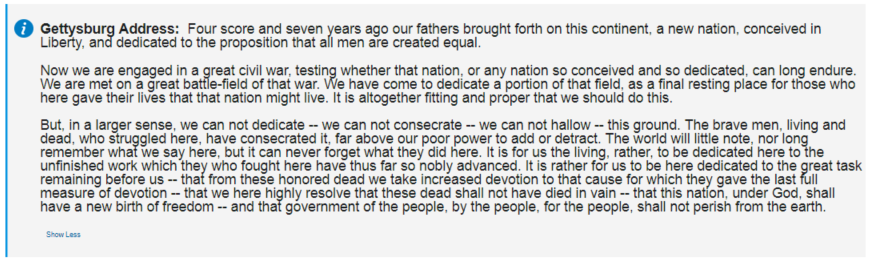 Gettysburg Address: Four score and seven years ago our fathers brought forth on this continent, a new nation, conceived in
Liberty, and dedicated to the proposition that all men are created equal.
Now we are engaged in a great civil war, testing whether that nation, or any nation so conceived and so dedicated, can long endure.
We are met on a great battle-field of that war. We have come to dedicate a portion of that field, as a final resting place for those who
here gave their lives that that nation might live. It is altogether fitting and proper that we should do this.
But, in a larger sense, we can not dedicate -- we can not consecrate -- we can not hallow -- this ground. The brave men, living and
dead, who struggled here, have consecrated it, far above our poor power to add or detract. The world will little note, nor long
remember what we say here, but it can never forget what they did here. It is for us the living, rather, to be dedicated here to the
unfinished work which they who fought here have thus far so nobly advanced. It is rather for us to be here dedicated to the great task
remaining before us -- that from these honored dead we take increased devotion to that cause for which they gave the last full
measure of devotion -- that we here highly resolve that these dead shall not have died in vain -- that this nation, under God, shall
have a new birth of freedom -- and that government of the people, by the people, for the people, shall not perish from the earth.
Show Less